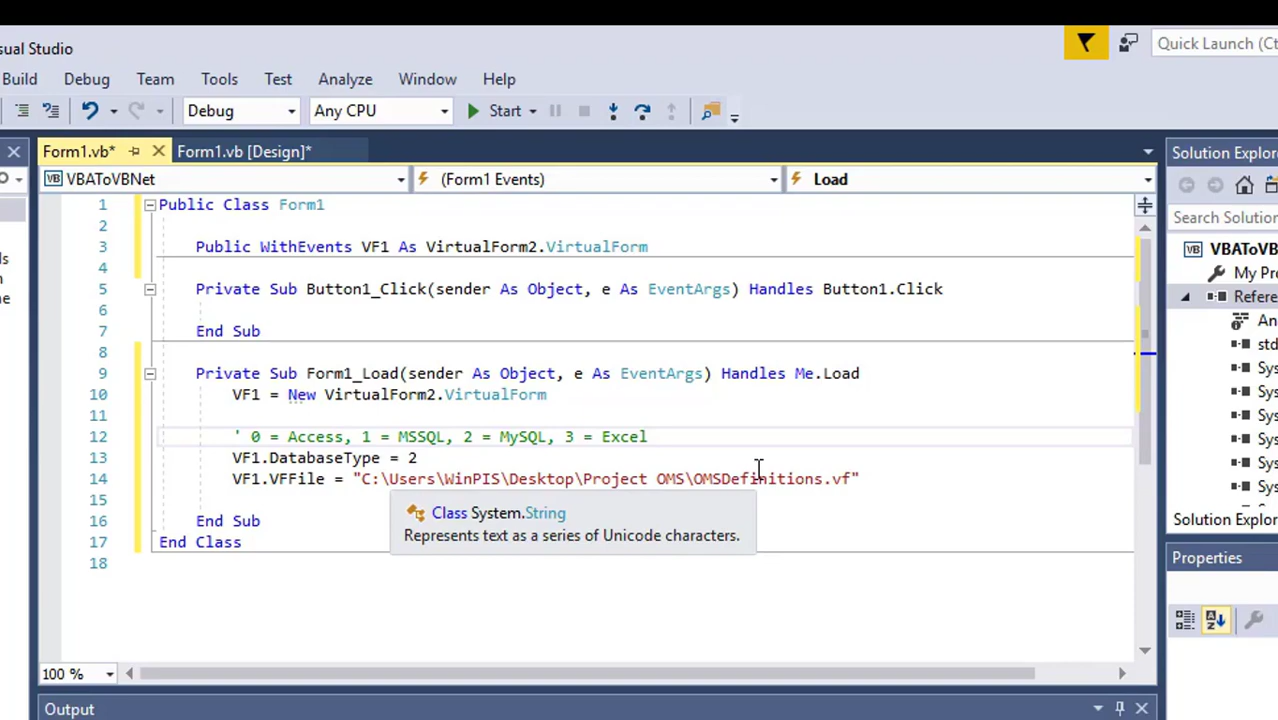 sual Studio
Quick Launch (Ct
Build Debug Team Tools Test Analyze Window Help
Debug Any CPU Start
Form1.vb* Form1.vb [Design]*
VBAToVBNet (Form1 Events) Load
1 Public Class Form1
2
3 Public WithEvents VF1 As VirtualForm2.VirtualForm
4
5 Private Sub Button1_Click(sender As Object, e As EventArgs) Handles Button1.Click
6
7 End Sub
8
9 Private Sub Form1_Load(sender As Object, e As EventArgs) Handles Me.Load
10 VF1 = New VirtualForm2.VirtualForm
11
12 ' 0 = Access, 1 = MSSQL, 2 = MySQL, 3 = Excel
13 VF1.DatabaseType = 2
14 VF1.VFFile = "C:\Users\WinPIS\Desktop\Project OMS\OMSDefinitions.vf"
15
Class System.String
Represents text as a series of Unicode characters.
16 End Sub
17 End Class
18
100 %
Output
Solution Explore
Search Solution
VB VBAToVB
My Pr
Refere
An
std
Sys
Sys
Sys
Sys
Sys
Sys
Solution Explor
Properties